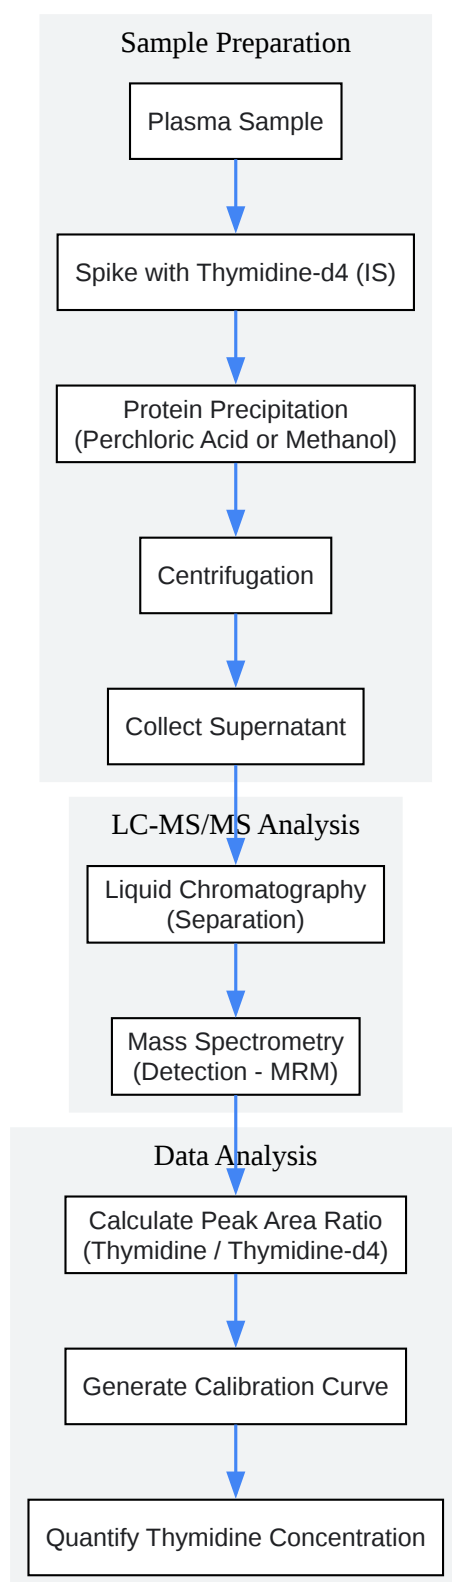 Sample Preparation
Plasma Sample
Spike with Thymidine-d4 (IS)
Protein Precipitation
(Perchloric Acid or Methanol)
Centrifugation
Collect Supernatant
LC-MS/MS Analysis
Liquid Chromatography
(Separation)
Mass Spectrometry
(Detection - MRM)
Data Analysis
Calculate Peak Area Ratio
(Thymidine / Thymidine-d4)
Generate Calibration Curve
Quantify Thymidine Concentration